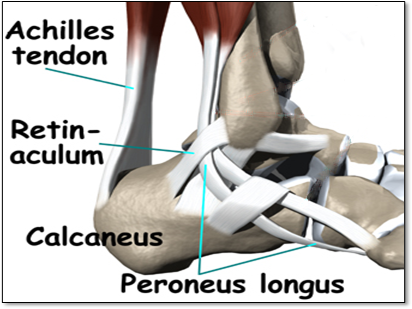 Achilles
tendon
Retin-
aculum
Calcaneus
Peroneus longus